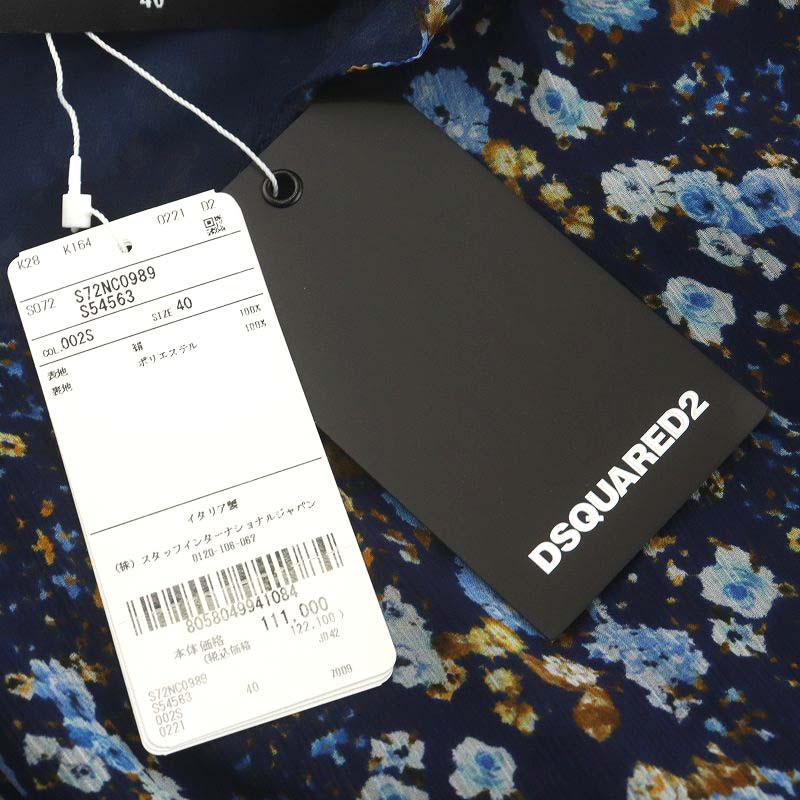 40
K28 K164 0221 D2
S072 S72NC0989
S54563
COL.002S SIZE 40
表地 絹 100%
裏地 ポリエステル 100%
イタリア製
(株)スタッフインターナショナルジャパン
0120-106-067
8058049941084
本体価格 111,000
(税込価格 122,100)
JD42
S72NC0989 40 7009
S54563
002S
0221
DSQUARED2